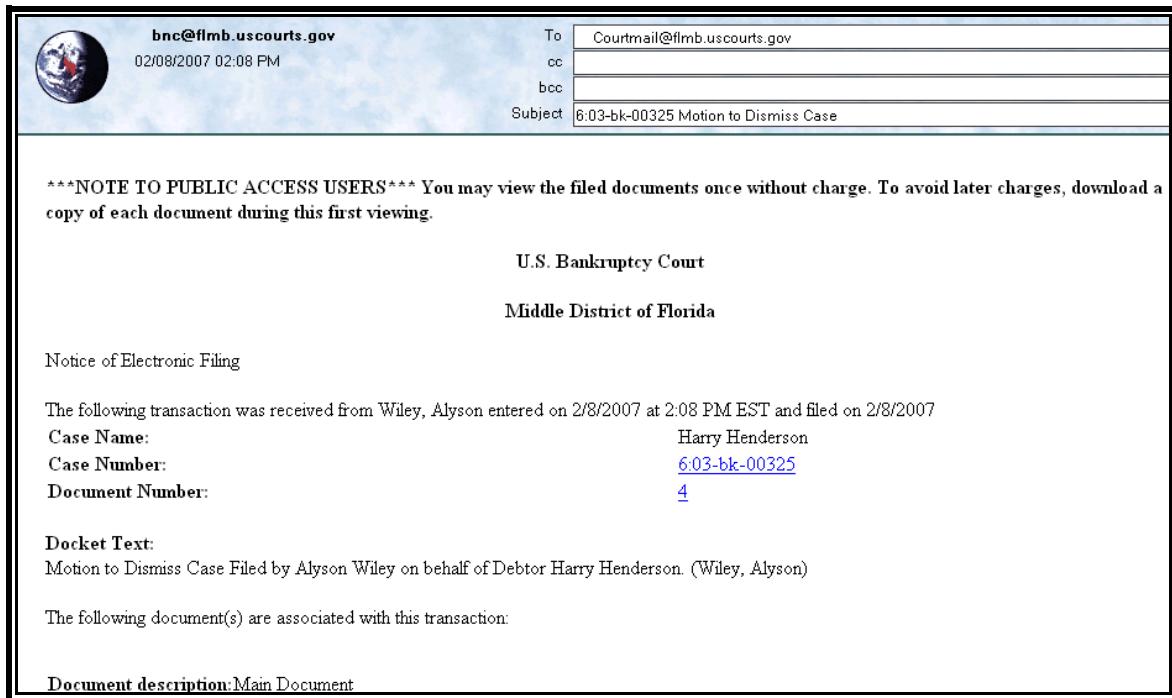 bnc@flmb.uscourts.gov
02/08/2007 02:08 PM
To Courtmail@flmb.uscourts.gov
cc
bcc
Subject 6:03-bk-00325 Motion to Dismiss Case
***NOTE TO PUBLIC ACCESS USERS*** You may view the filed documents once without charge. To avoid later charges, download a
copy of each document during this first viewing.
U.S. Bankruptcy Court
Middle District of Florida
Notice of Electronic Filing
The following transaction was received from Wiley, Alyson entered on 2/8/2007 at 2:08 PM EST and filed on 2/8/2007
Case Name: Harry Henderson
Case Number: 6:03-bk-00325
Document Number: 4
Docket Text:
Motion to Dismiss Case Filed by Alyson Wiley on behalf of Debtor Harry Henderson. (Wiley, Alyson)
The following document(s) are associated with this transaction:
Document description:Main Document